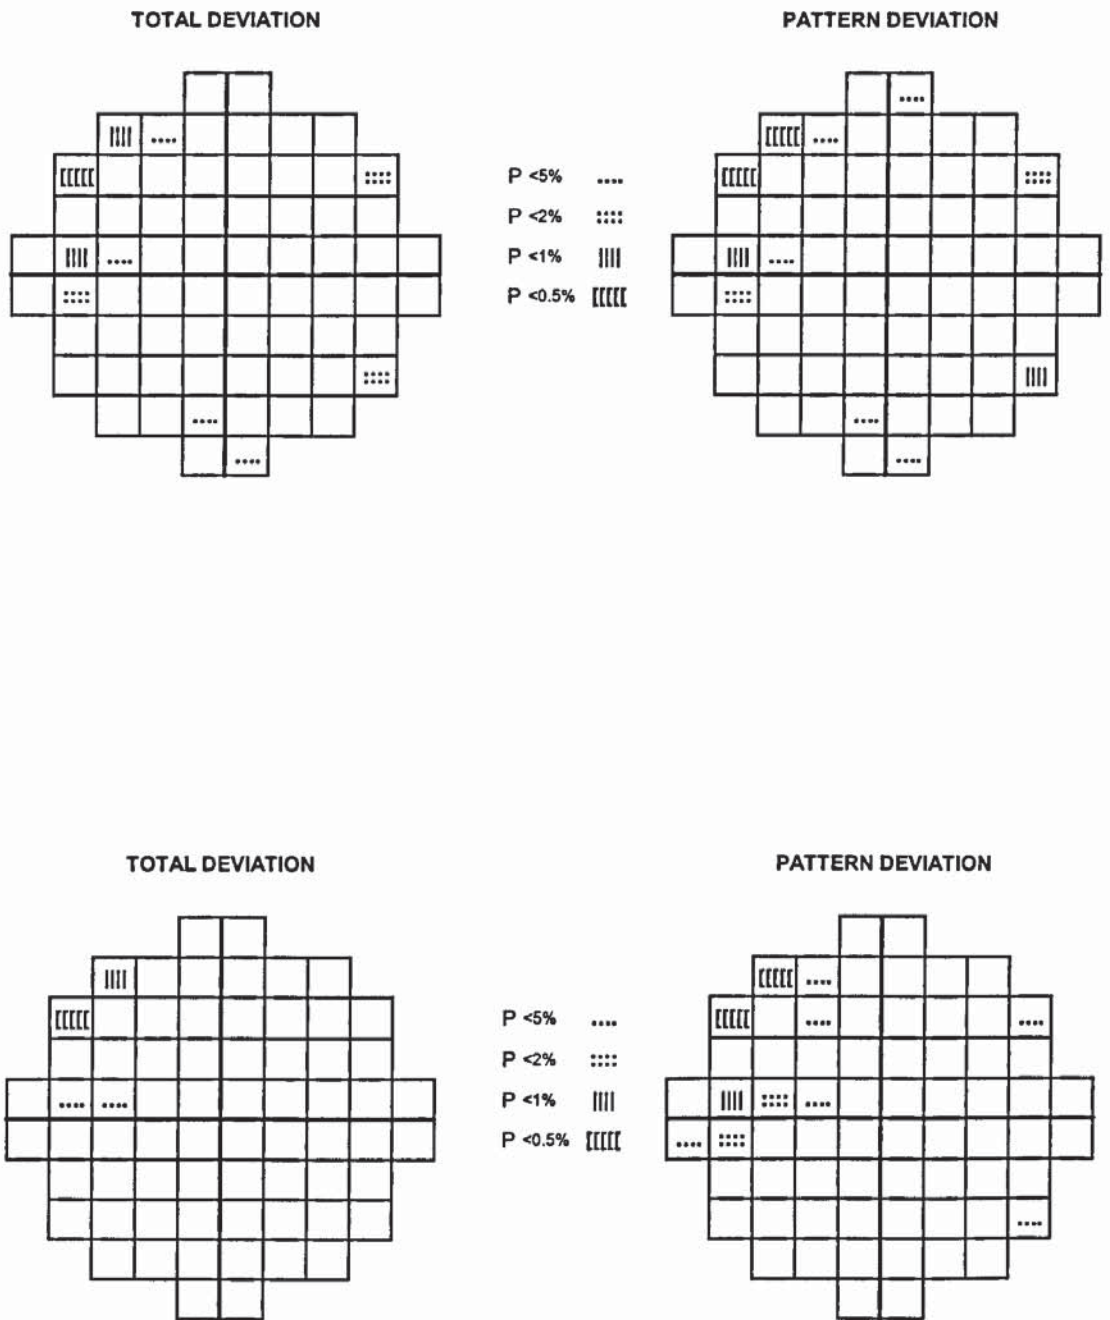 TOTAL DEVIATION
PATTERN DEVIATION
P <5%
P <2%
P <1%
P <0.5%
TOTAL DEVIATION
PATTERN DEVIATION
P <5%
P <2%
P <1%
P <0.5%